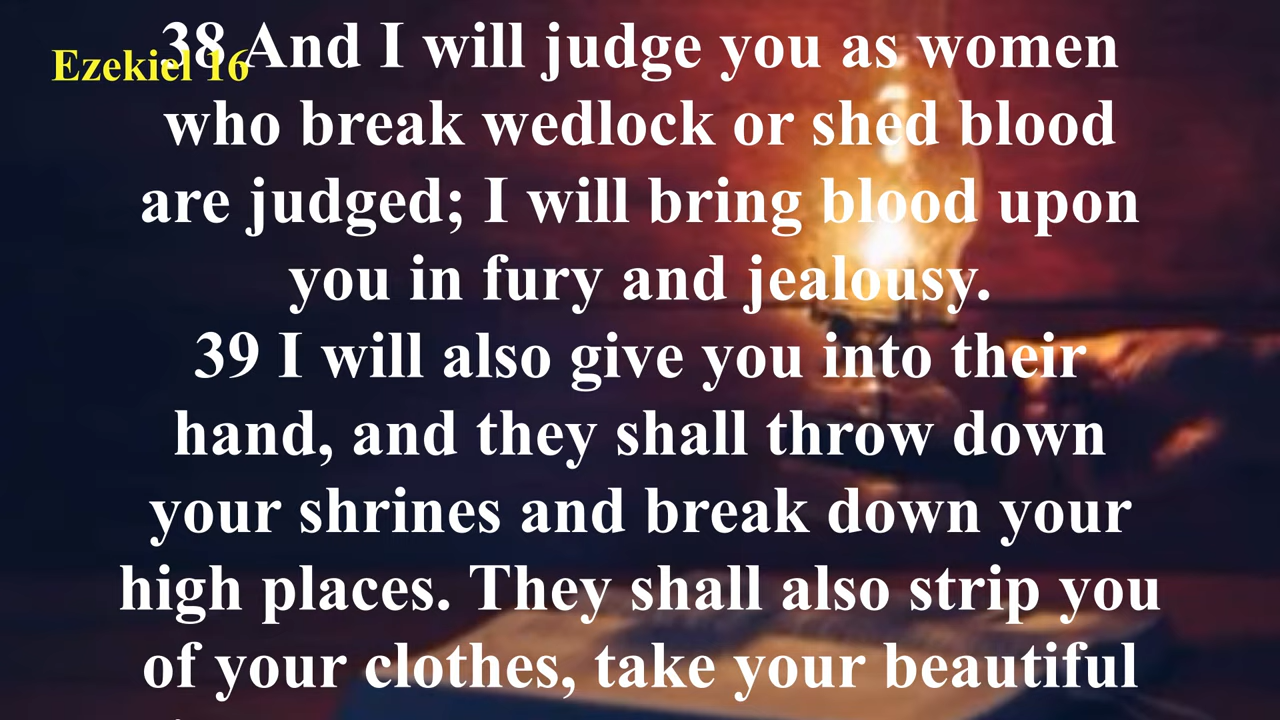 Ezekiel 16
38 And I will judge you as women
who break wedlock or shed blood
are judged; I will bring blood upon
you in fury and jealousy.
39 I will also give you into their
hand, and they shall throw down
your shrines and break down your
high places. They shall also strip you
of your clothes, take your beautiful